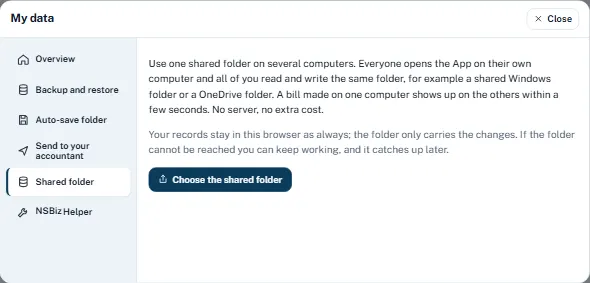 My data
Close
Overview
Backup and restore
Auto-save folder
Send to your
accountant
Shared folder
NSBiz Helper
Use one shared folder on several computers. Everyone opens the App on their own
computer and all of you read and write the same folder, for example a shared Windows
folder or a OneDrive folder. A bill made on one computer shows up on the others within a
few seconds. No server, no extra cost.
Your records stay in this browser as always; the folder only carries the changes. If the folder
cannot be reached you can keep working, and it catches up later.
Choose the shared folder